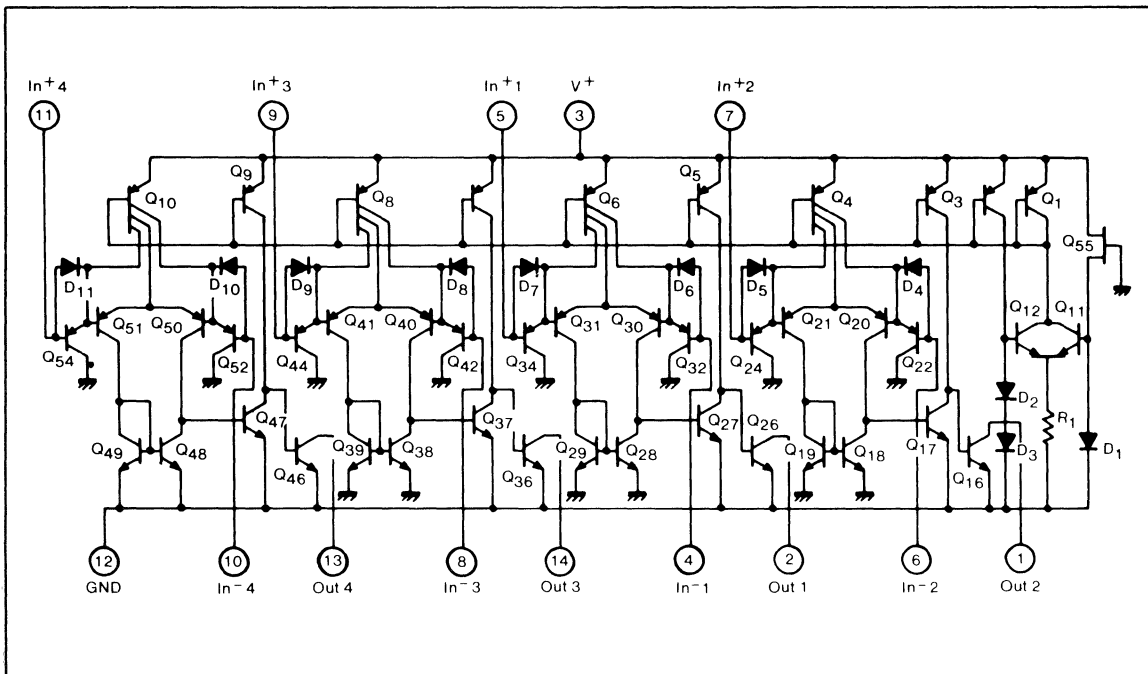 In+4 In+3 In+1 V+ In+2
11 9 5 3 7
Q9 Q5
Q10 Q8 Q6 Q4 Q3 Q1
Q55
D11 D10 D9 D8 D7 D6 D5 D4
Q12 Q11
Q51 Q50 Q41 Q40 Q31 Q30 Q21 Q20
Q54 Q52 Q44 Q42 Q34 Q32 Q24 Q22
D2
R1
Q47 Q37 Q27 Q26 Q17
Q49 Q48 Q39 Q38 Q29 Q28 Q19 Q18 D3 D1
Q46 Q36 Q16
12 10 13 8 14 4 2 6 1
GND In-4 Out 4 In-3 Out 3 In-1 Out 1 In-2 Out 2